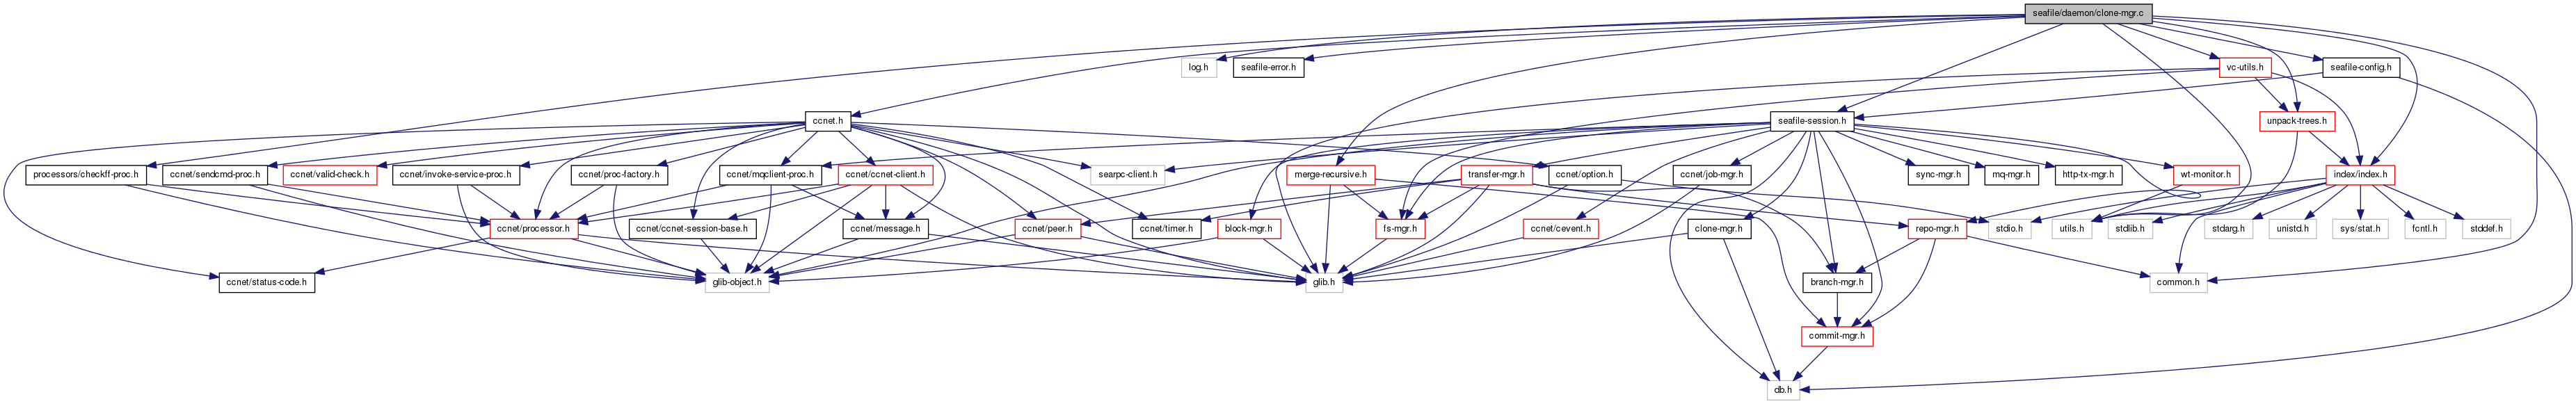 seafile/daemon/clone-mgr.c
log.h
seafile-error.h
vc-utils.h
seafile-config.h
ccnet.h
seafile-session.h
unpack-trees.h
processors/checkff-proc.h
ccnet/sendcmd-proc.h
ccnet/valid-check.h
ccnet/invoke-service-proc.h
ccnet/proc-factory.h
ccnet/mqclient-proc.h
ccnet/ccnet-client.h
searpc-client.h
merge-recursive.h
transfer-mgr.h
ccnet/option.h
ccnet/job-mgr.h
sync-mgr.h
mq-mgr.h
http-tx-mgr.h
wt-monitor.h
index/index.h
ccnet/processor.h
ccnet/ccnet-session-base.h
ccnet/message.h
ccnet/peer.h
ccnet/timer.h
block-mgr.h
fs-mgr.h
ccnet/cevent.h
clone-mgr.h
repo-mgr.h
stdio.h
utils.h
stdlib.h
stdarg.h
unistd.h
sys/stat.h
fcntl.h
stddef.h
ccnet/status-code.h
glib-object.h
glib.h
branch-mgr.h
common.h
commit-mgr.h
db.h